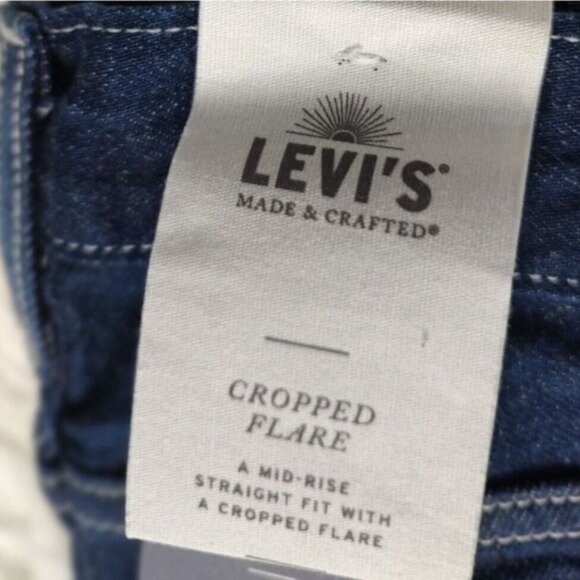 LEVI'S®
MADE & CRAFTED®
CROPPED
FLARE
A MID-RISE
STRAIGHT FIT WITH
A CROPPED FLARE